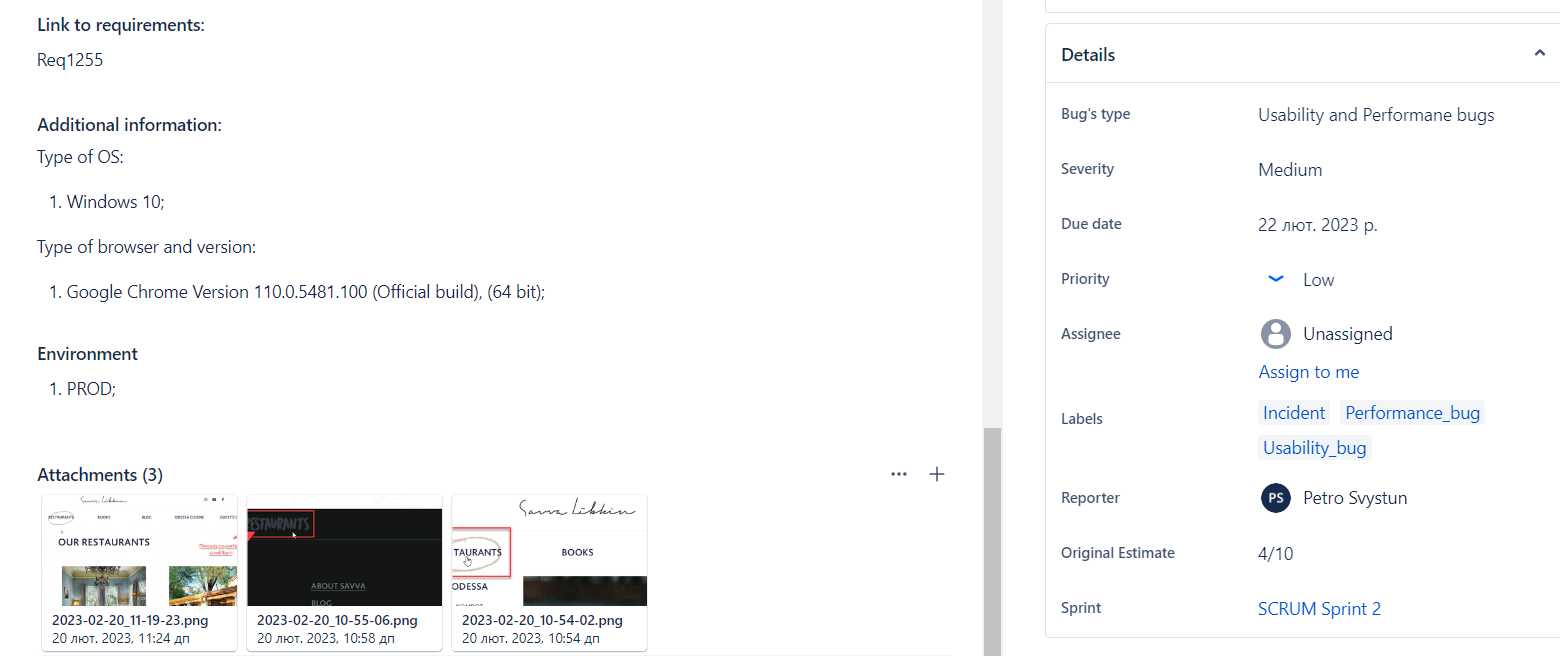 Link to requirements:
Req1255
Additional information:
Type of OS:
1. Windows 10;
Type of browser and version:
1. Google Chrome Version 110.0.5481.100 (Official build), (64 bit);
Environment
1. PROD;
Attachments (3)
Savva Libkin
RESTAURANTS BOOKS BLOG ODESSA CUISINE GUEST'S C
OUR RESTAURANTS
2023-02-20_11-19-23.png
20 лют. 2023, 11:24 дп
ESTAURANTS
ABOUT SAVVA
BLOG
2023-02-20_10-55-06.png
20 лют. 2023, 10:58 дп
Savva Libkin
TAURANTS BOOKS
ODESSA
2023-02-20_10-54-02.png
20 лют. 2023, 10:54 дп
Details
Bug's type Usability and Performane bugs
Severity Medium
Due date 22 лют. 2023 р.
Priority Low
Assignee Unassigned
Assign to me
Labels Incident Performance_bug
Usability_bug
Reporter PS Petro Svystun
Original Estimate 4/10
Sprint SCRUM Sprint 2